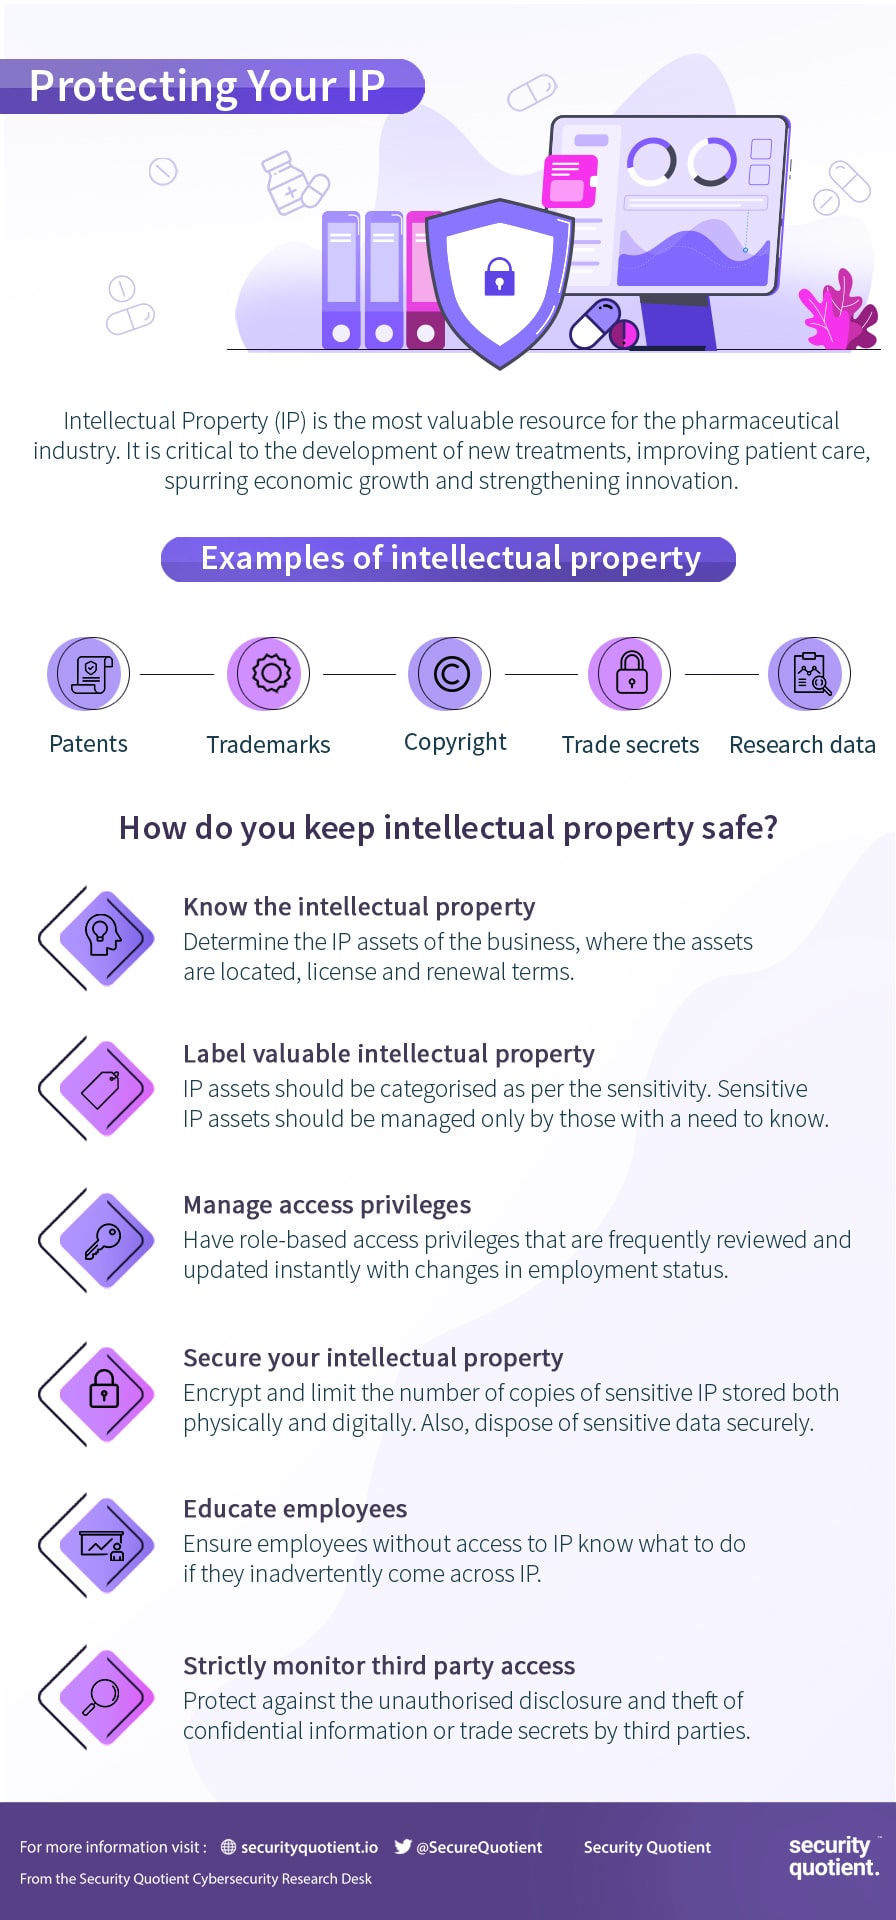 Protecting Your IP
Intellectual Property (IP) is the most valuable resource for the pharmaceutical
industry. It is critical to the development of new treatments, improving patient care,
spurring economic growth and strengthening innovation.
Examples of intellectual property
Patents
Trademarks
Copyright
Trade secrets
Research data
How do you keep intellectual property safe?
Know the intellectual property
Determine the IP assets of the business, where the assets
are located, license and renewal terms.
Label valuable intellectual property
IP assets should be categorised as per the sensitivity. Sensitive
IP assets should be managed only by those with a need to know.
Manage access privileges
Have role-based access privileges that are frequently reviewed and
updated instantly with changes in employment status.
Secure your intellectual property
Encrypt and limit the number of copies of sensitive IP stored both
physically and digitally. Also, dispose of sensitive data securely.
Educate employees
Ensure employees without access to IP know what to do
if they inadvertently come across IP.
Strictly monitor third party access
Protect against the unauthorised disclosure and theft of
confidential information or trade secrets by third parties.
For more information visit : securityquotient.io @SecureQuotient Security Quotient
From the Security Quotient Cybersecurity Research Desk
security
quotient.